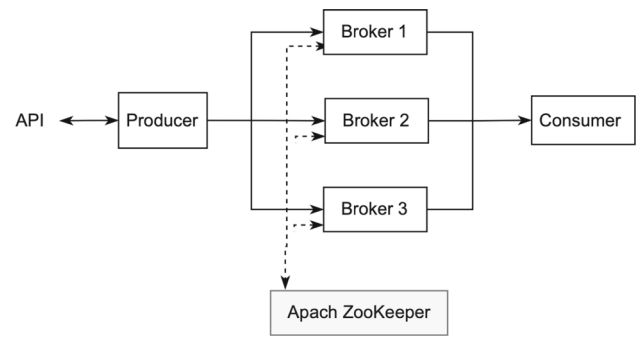 Broker 1
API
Producer
Broker 2
Consumer
Broker 3
Apach ZooKeeper